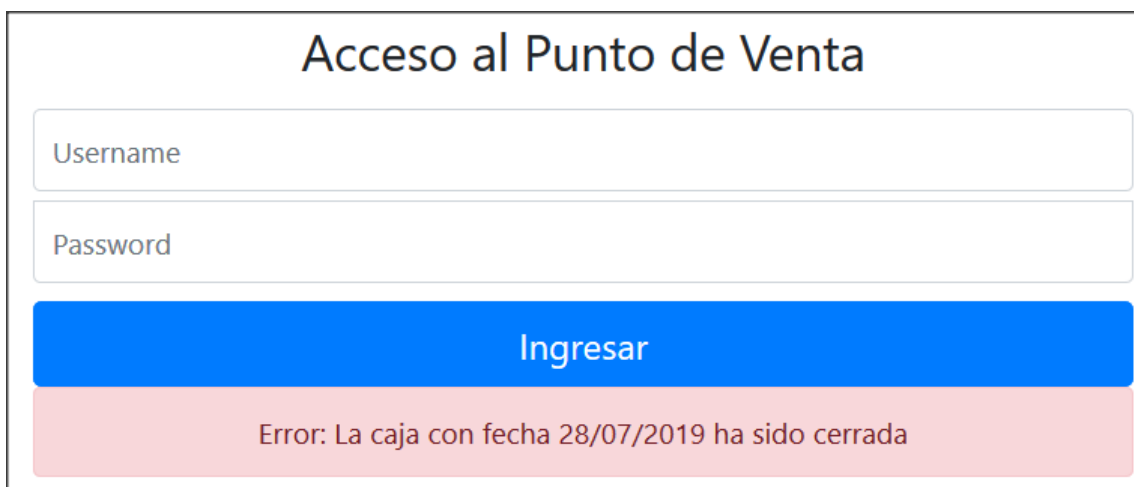 Acceso al Punto de Venta
Username
Password
Ingresar
Error: La caja con fecha 28/07/2019 ha sido cerrada